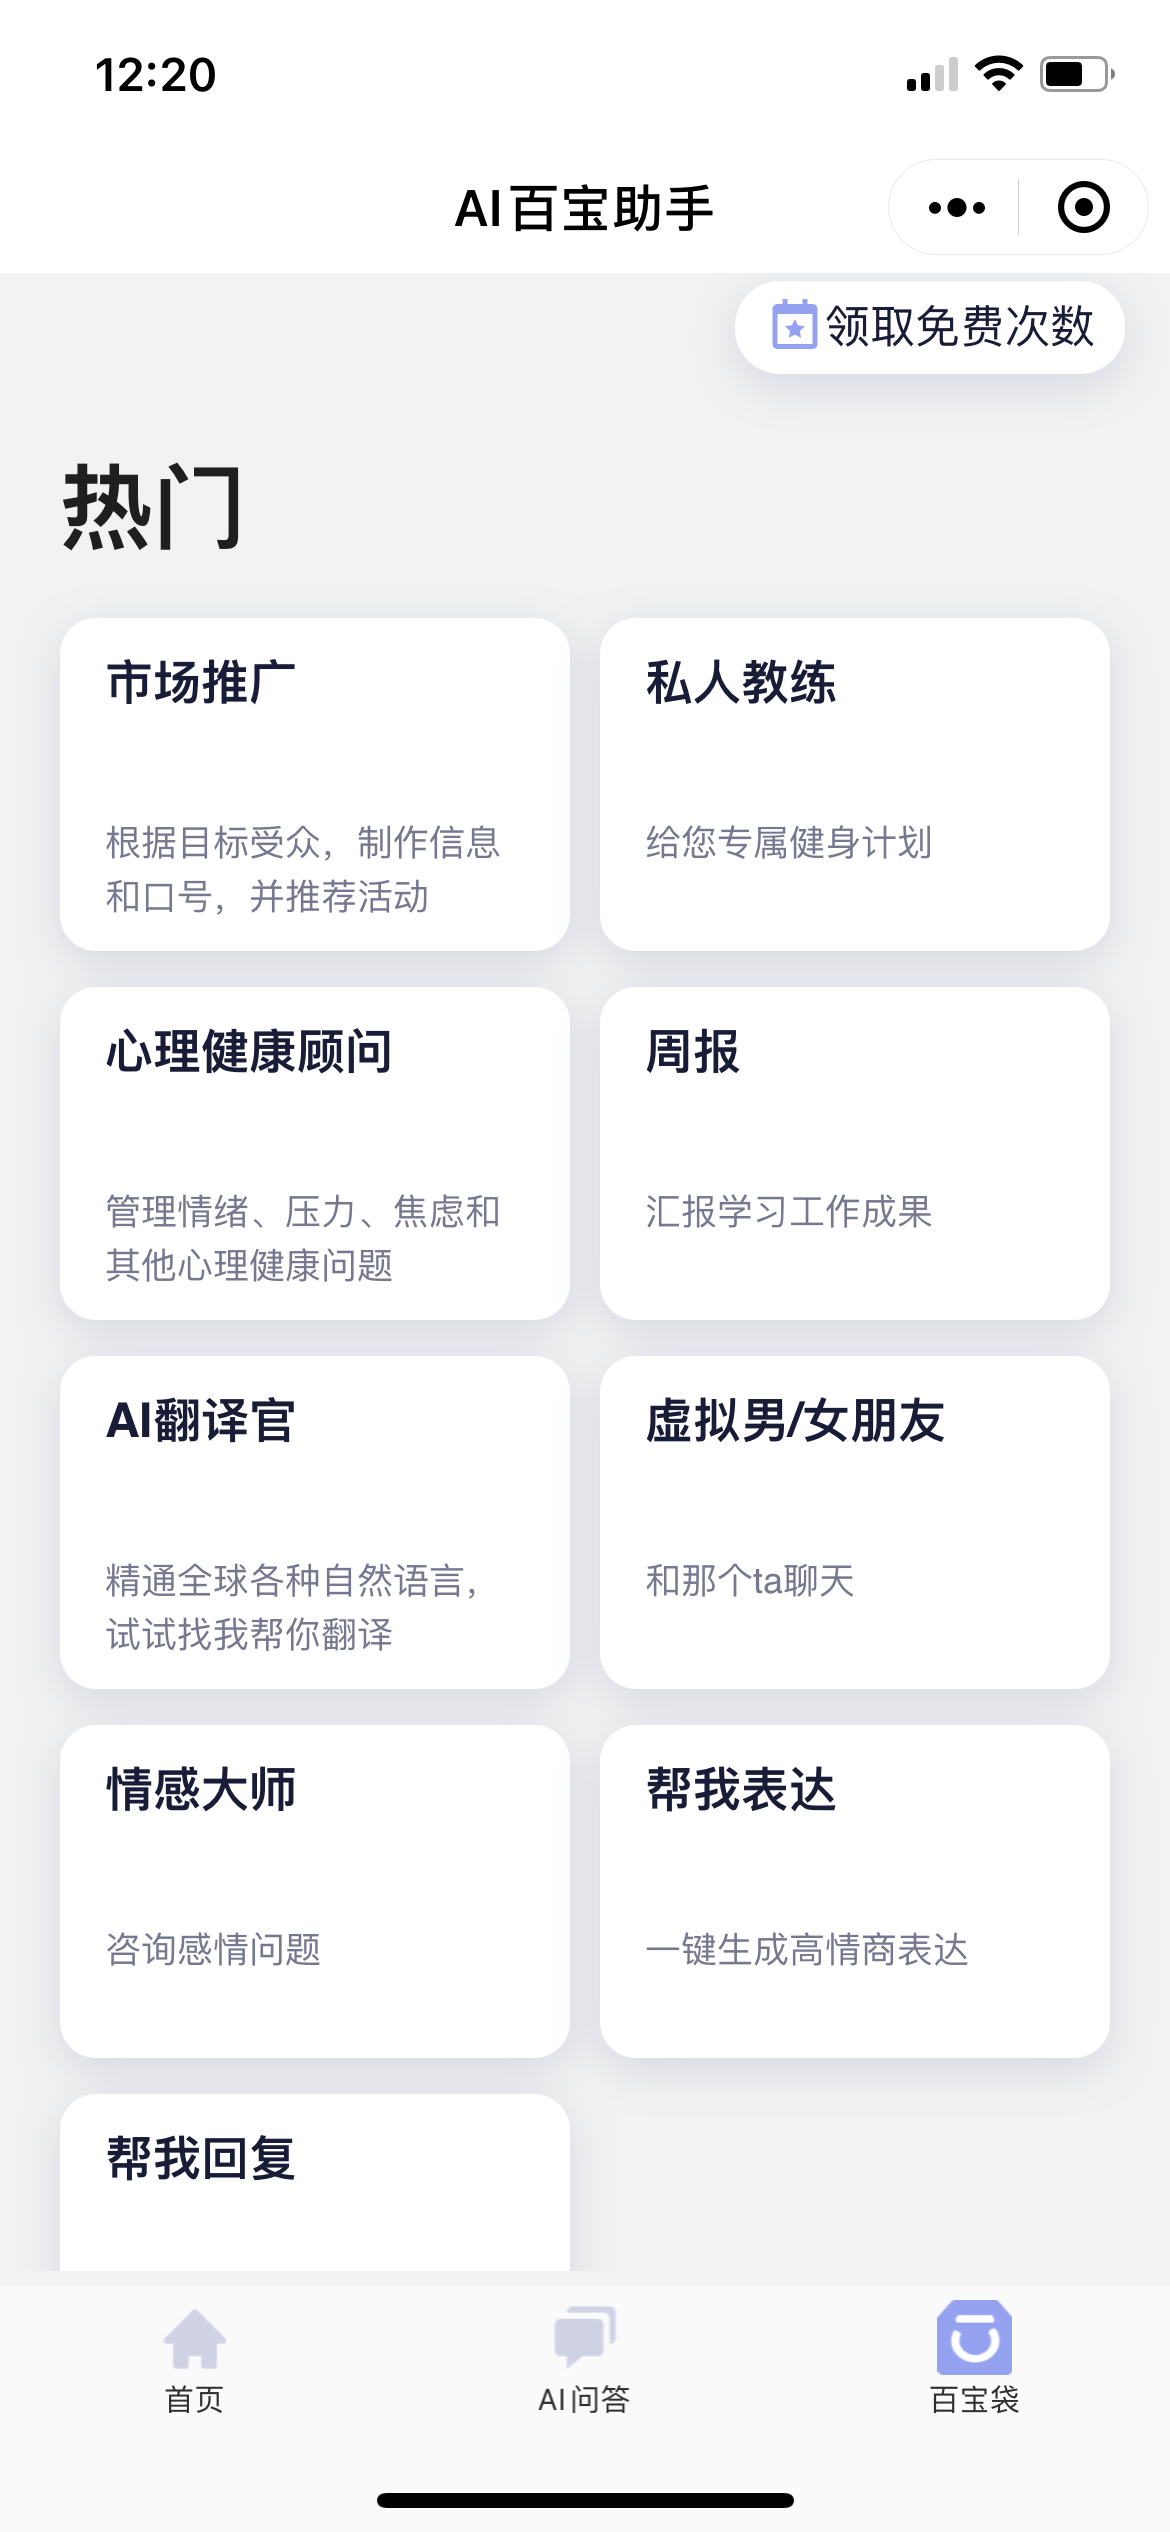 12:20
AI百宝助手
领取免费次数
热门
市场推广
根据目标受众，制作信息
和口号，并推荐活动
私人教练
给您专属健身计划
心理健康顾问
管理情绪、压力、焦虑和
其他心理健康问题
周报
汇报学习工作成果
AI翻译官
精通全球各种自然语言，
试试找我帮你翻译
虚拟男/女朋友
和那个ta聊天
情感大师
咨询感情问题
帮我表达
一键生成高情商表达
帮我回复
首页
AI问答
百宝袋